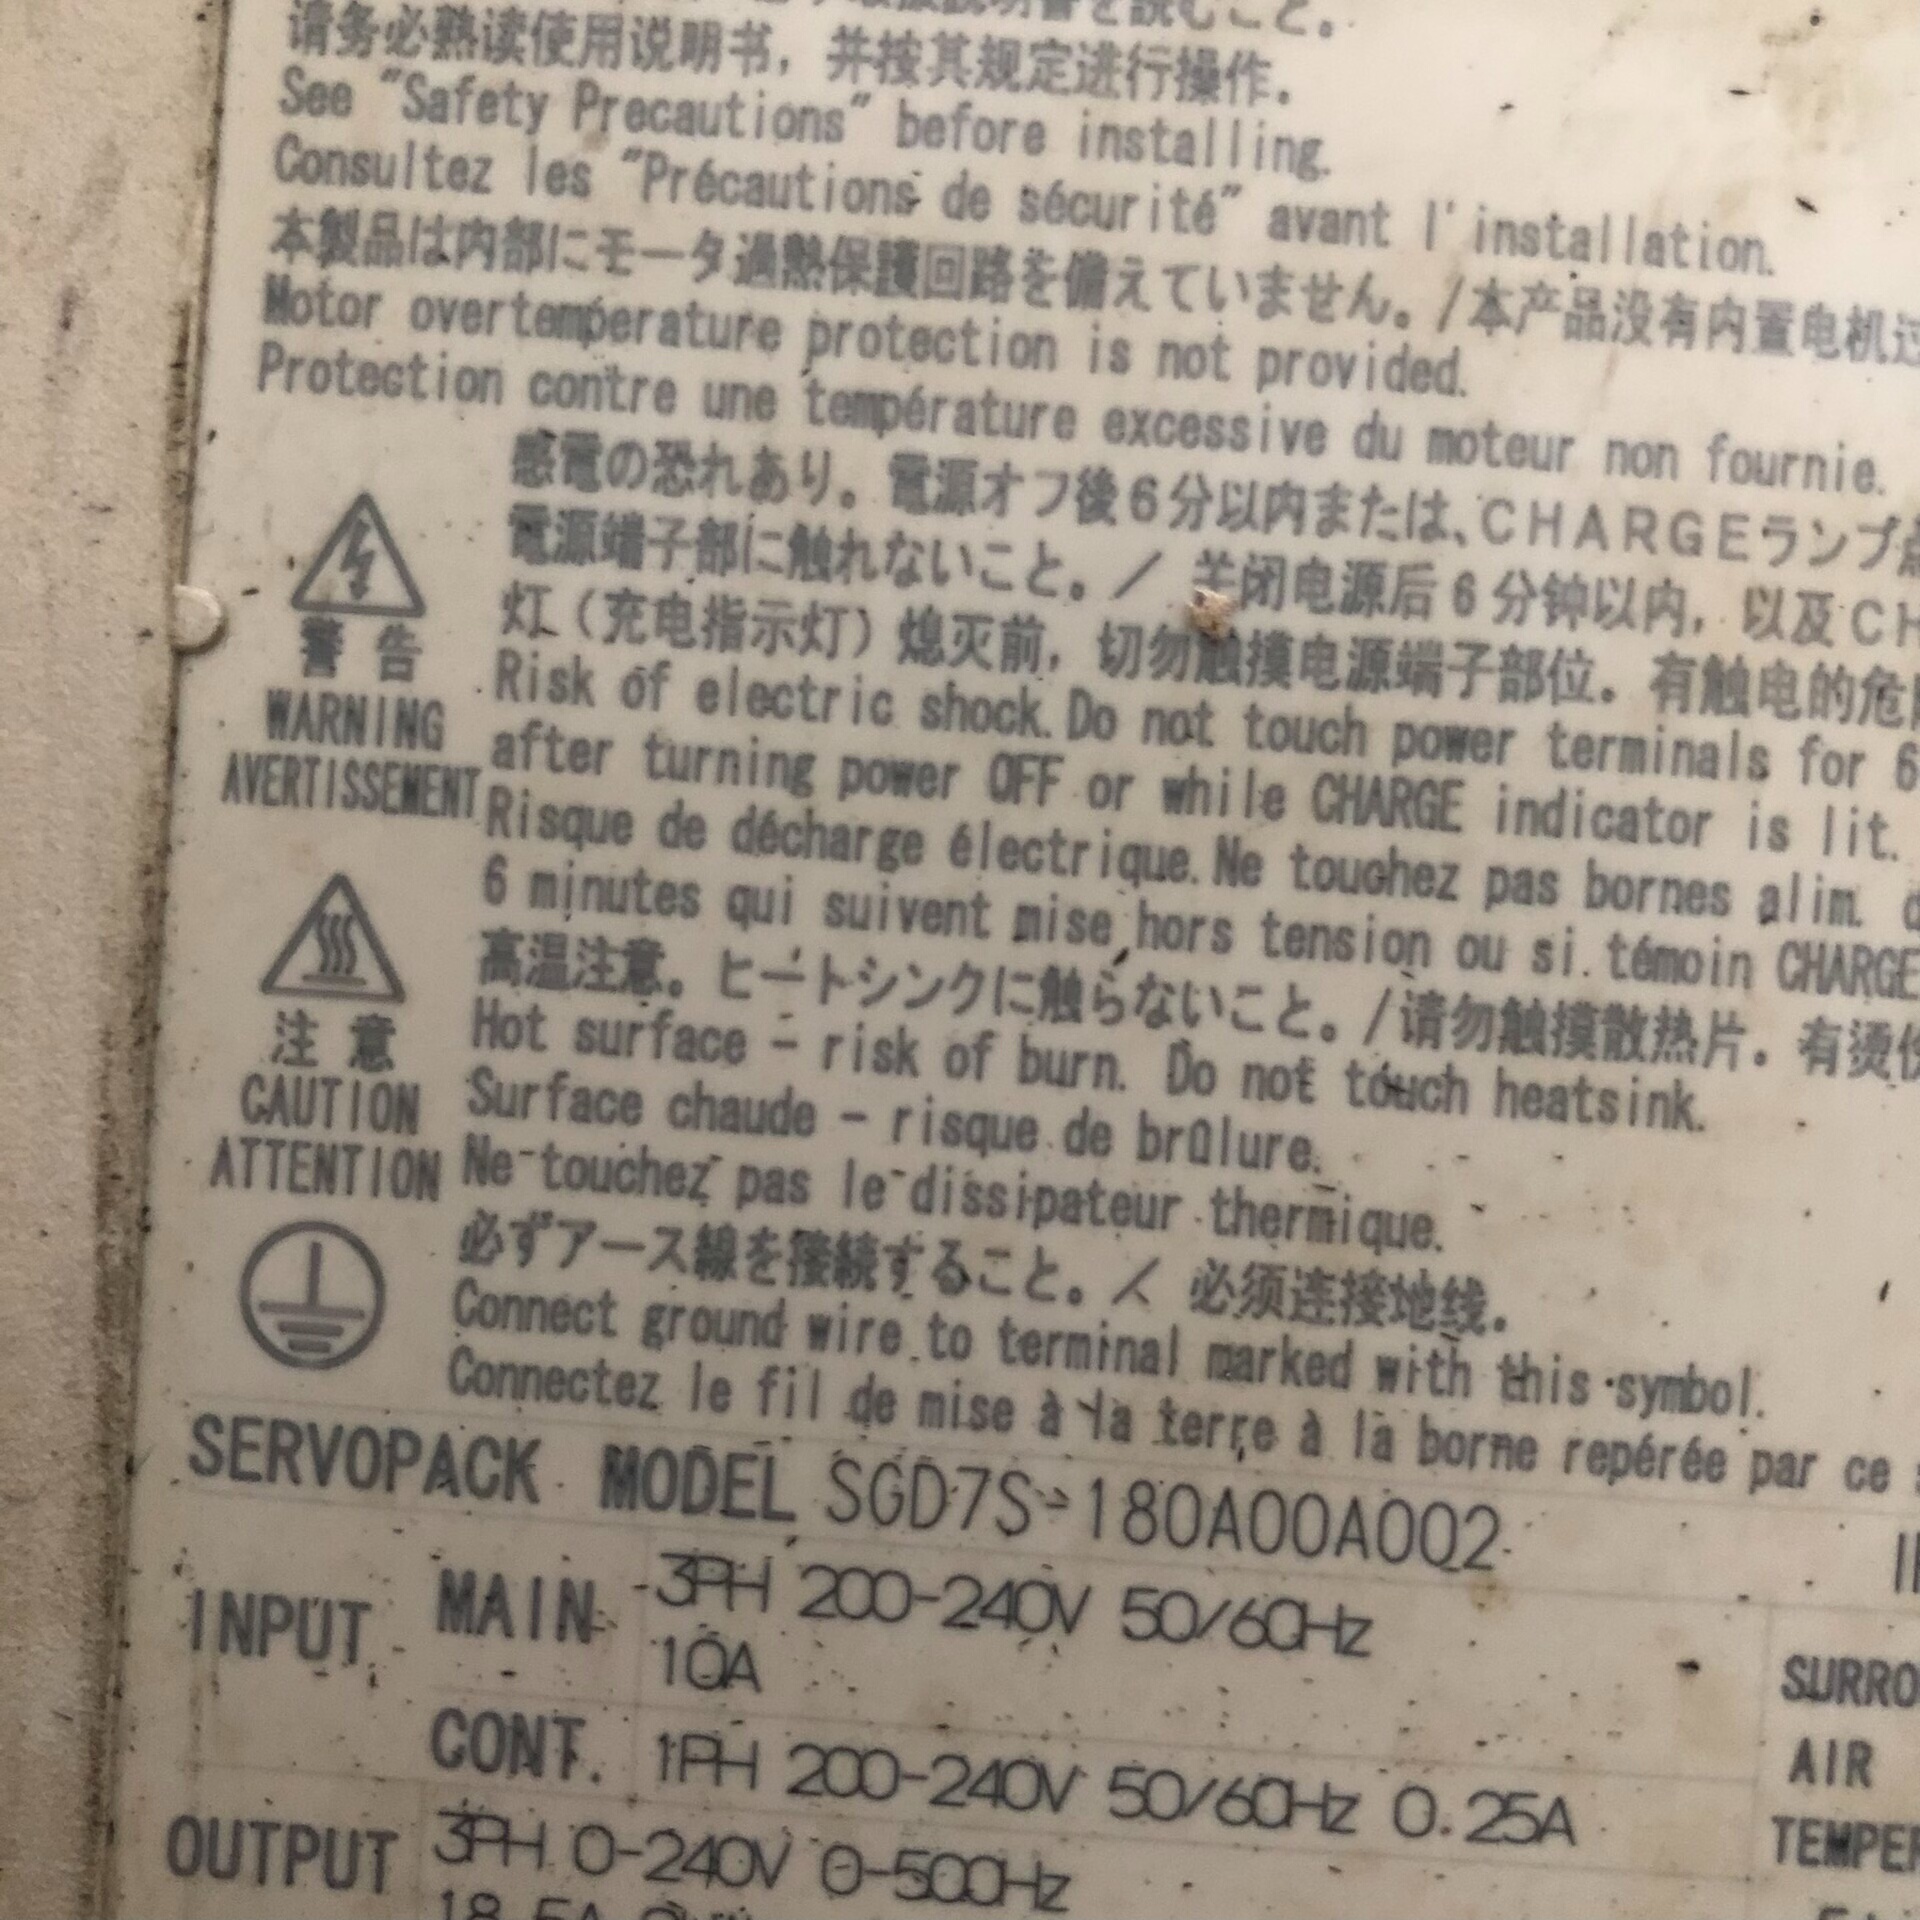 取扱説明書を読むこと。
请务必熟读使用说明书，并按其规定进行操作。
See "Safety Precautions" before installing.
Consultez les "Précautions de sécurité" avant l'installation.
本製品は内部にモータ過熱保護回路を備えていません。/本产品没有内置电机过
Motor overtemperature protection is not provided.
Protection contre une température excessive du moteur non fournie.
警告
WARNING
AVERTISSEMENT
感電の恐れあり。電源オフ後6分以内または、CHARGEランプ点
電源端子部に触れないこと。／ 关闭电源后6分钟以内，以及CH
灯（充电指示灯）熄灭前，切勿触摸电源端子部位。有触电的危
Risk of electric shock. Do not touch power terminals for 6
after turning power OFF or while CHARGE indicator is lit.
Risque de décharge électrique. Ne touchez pas bornes alim. d
6 minutes qui suivent mise hors tension ou si témoin CHARGE
注意
CAUTION
ATTENTION
高温注意。ヒートシンクに触らないこと。/请勿触摸散热片。有烫伤
Hot surface - risk of burn. Do not touch heatsink.
Surface chaude - risque de brûlure.
Ne touchez pas le dissipateur thermique.
必ずアース線を接続すること。／ 必须连接地线。
Connect ground wire to terminal marked with this symbol.
Connectez le fil de mise à la terre à la borne repérée par ce s
SERVOPACK MODEL SGD7S-180A00A002
INPUT MAIN 3PH 200-240V 50/60Hz
10A
CONT. 1PH 200-240V 50/60Hz 0.25A
OUTPUT 3PH 0-240V 0-500Hz
18.5A
SURRO
AIR
TEMPER